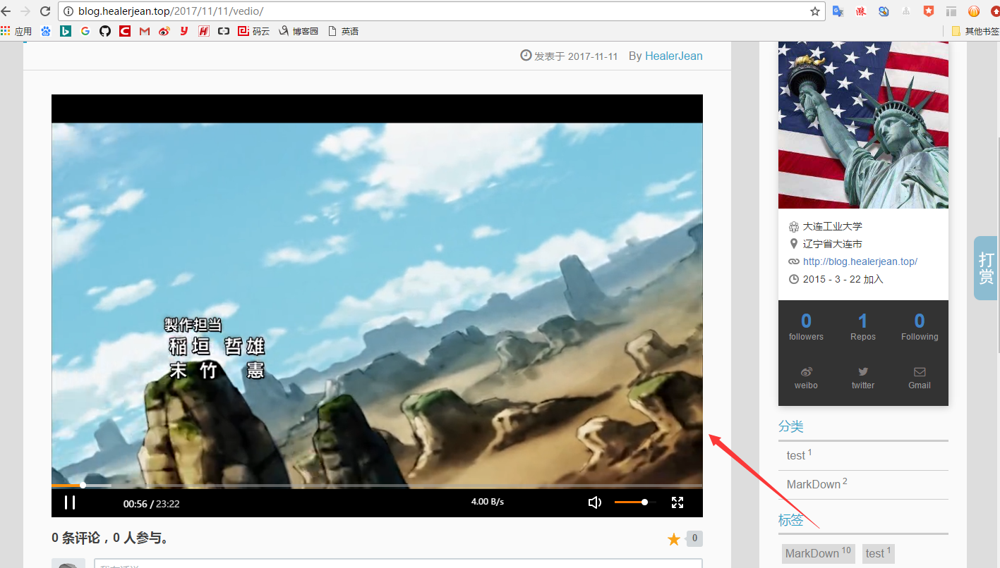 blog.healerjean.top/2017/11/11/vedio/
应用 码云 博客园 英语 其他书签
发表于 2017-11-11 By HealerJean
製作担当
稲垣 哲雄
末竹 憲
00:56 / 23:22 4.00 B/s
0 条评论，0 人参与。 0
大连工业大学
辽宁省大连市
http://blog.healerjean.top/
2015 - 3 - 22 加入
0 1 0
followers Repos Following
weibo twitter Gmail
分类
test 1
MarkDown 2
标签
MarkDown 10 test 1
打
赏